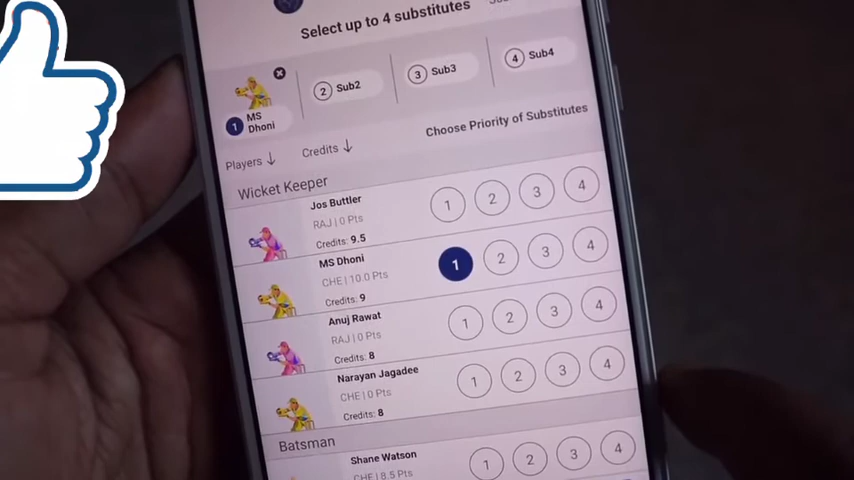 Select up to 4 substitutes
1 MS Dhoni
2 Sub2
3 Sub3
4 Sub4
Players ↓ Credits ↓ Choose Priority of Substitutes
Wicket Keeper
Jos Buttler
RAJ | 0 Pts
Credits: 9.5
1 2 3 4
MS Dhoni
CHE | 10.0 Pts
Credits: 9
1 2 3 4
Anuj Rawat
RAJ | 0 Pts
Credits: 8
1 2 3 4
Narayan Jagadee
CHE | 0 Pts
Credits: 8
1 2 3 4
Batsman
Shane Watson
CHE | 8.5 Pts
1 2 3 4